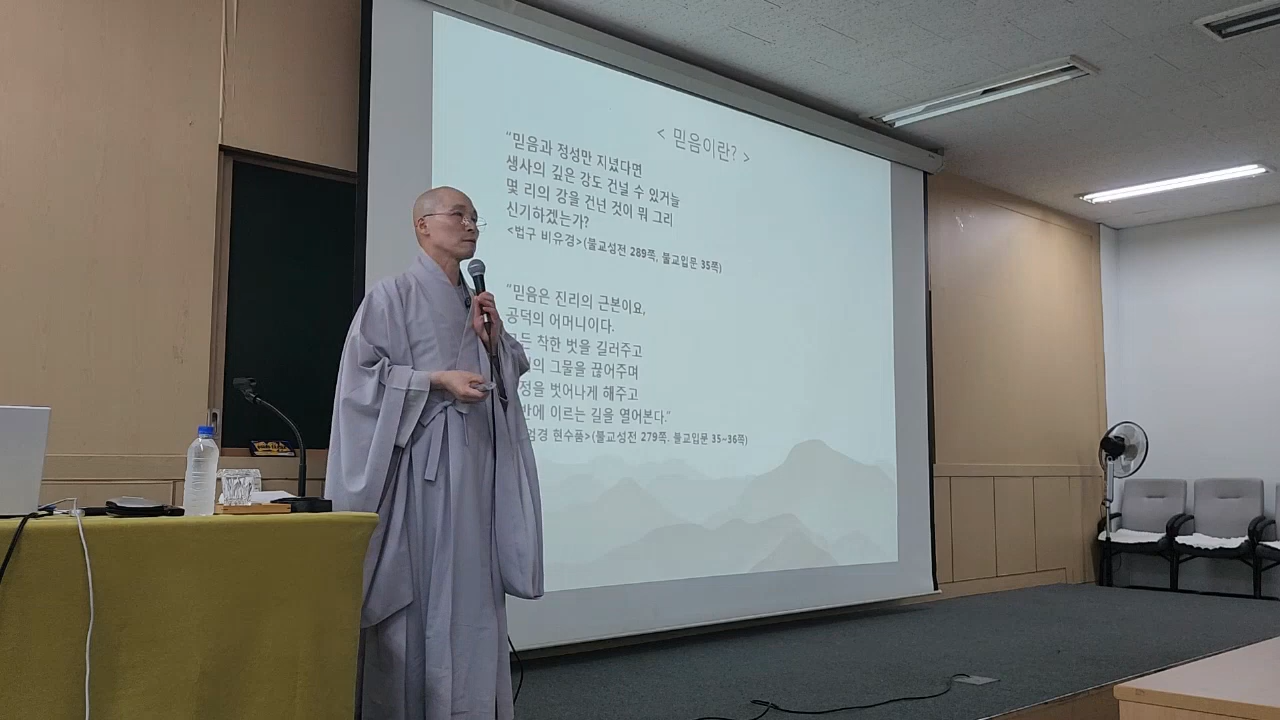 < 믿음이란? >
"믿음과 정성만 지녔다면
생사의 깊은 강도 건널 수 있거늘
몇 리의 강을 건넌 것이 뭐 그리
신기하겠는가?
<법구 비유경>(불교성전 289쪽, 불교입문 35쪽)
"믿음은 진리의 근본이요,
공덕의 어머니이다.
착한 벗을 길러주고
그물을 끊어주며
벗어나게 해주고
이르는 길을 열어본다."
현수품>(불교성전 279쪽. 불교입문 35~36쪽)